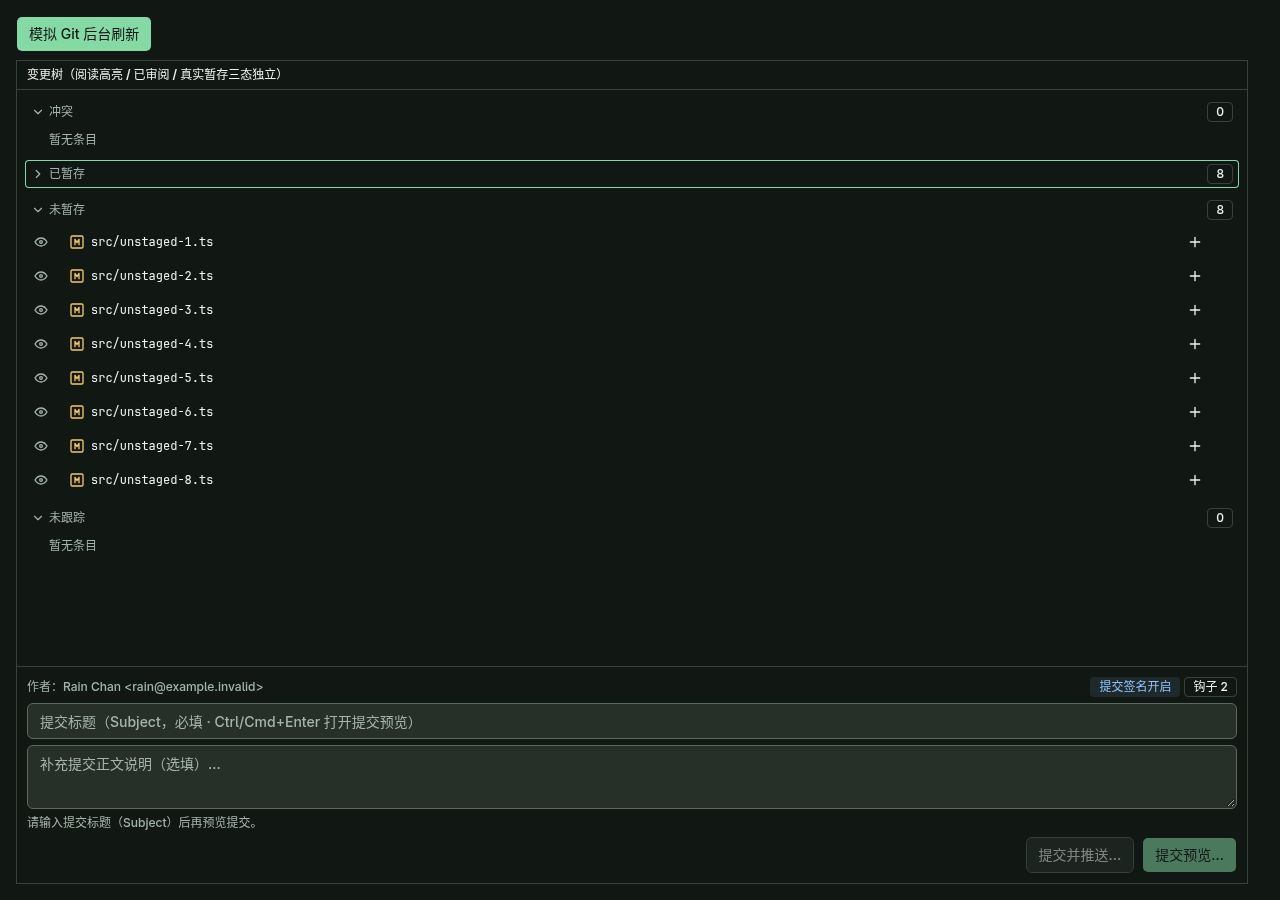 模拟 Git 后台刷新
变更树（阅读高亮 / 已审阅 / 真实暂存三态独立）
冲突 0
暂无条目
已暂存 8
未暂存 8
M src/unstaged-1.ts
M src/unstaged-2.ts
M src/unstaged-3.ts
M src/unstaged-4.ts
M src/unstaged-5.ts
M src/unstaged-6.ts
M src/unstaged-7.ts
M src/unstaged-8.ts
未跟踪 0
暂无条目
作者：Rain Chan <rain@example.invalid> 提交签名开启 钩子 2
提交标题（Subject，必填 · Ctrl/Cmd+Enter 打开提交预览）
补充提交正文说明（选填）...
请输入提交标题（Subject）后再预览提交。
提交并推送... 提交预览...